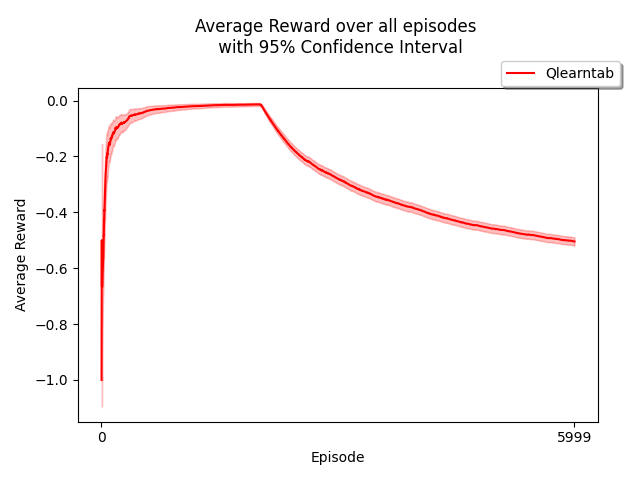 Average Reward over all episodes
with 95% Confidence Interval
Qlearntab
0.0
−0.2
−0.4
−0.6
−0.8
−1.0
Average Reward
0
5999
Episode